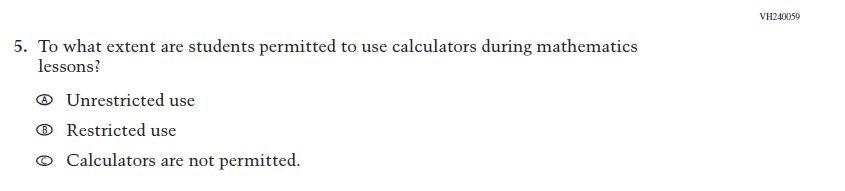 VH240059
5. To what extent are students permitted to use calculators during mathematics
lessons?
Ⓐ Unrestricted use
Ⓑ Restricted use
Ⓒ Calculators are not permitted.